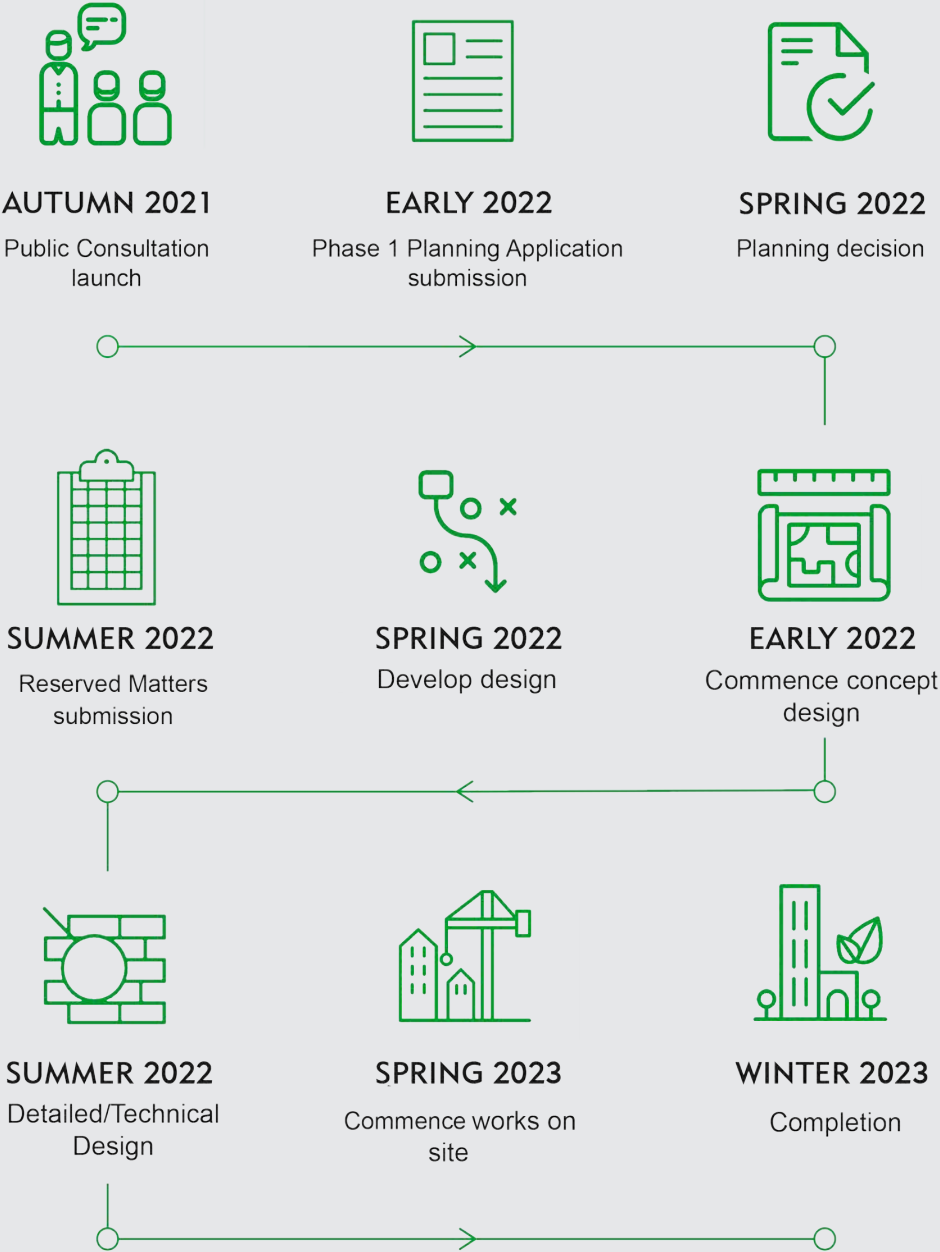 AUTUMN 2021
Public Consultation
launch
EARLY 2022
Phase 1 Planning Application
submission
SPRING 2022
Planning decision
SUMMER 2022
Reserved Matters
submission
SPRING 2022
Develop design
EARLY 2022
Commence concept
design
SUMMER 2022
Detailed/Technical
Design
SPRING 2023
Commence works on
site
WINTER 2023
Completion